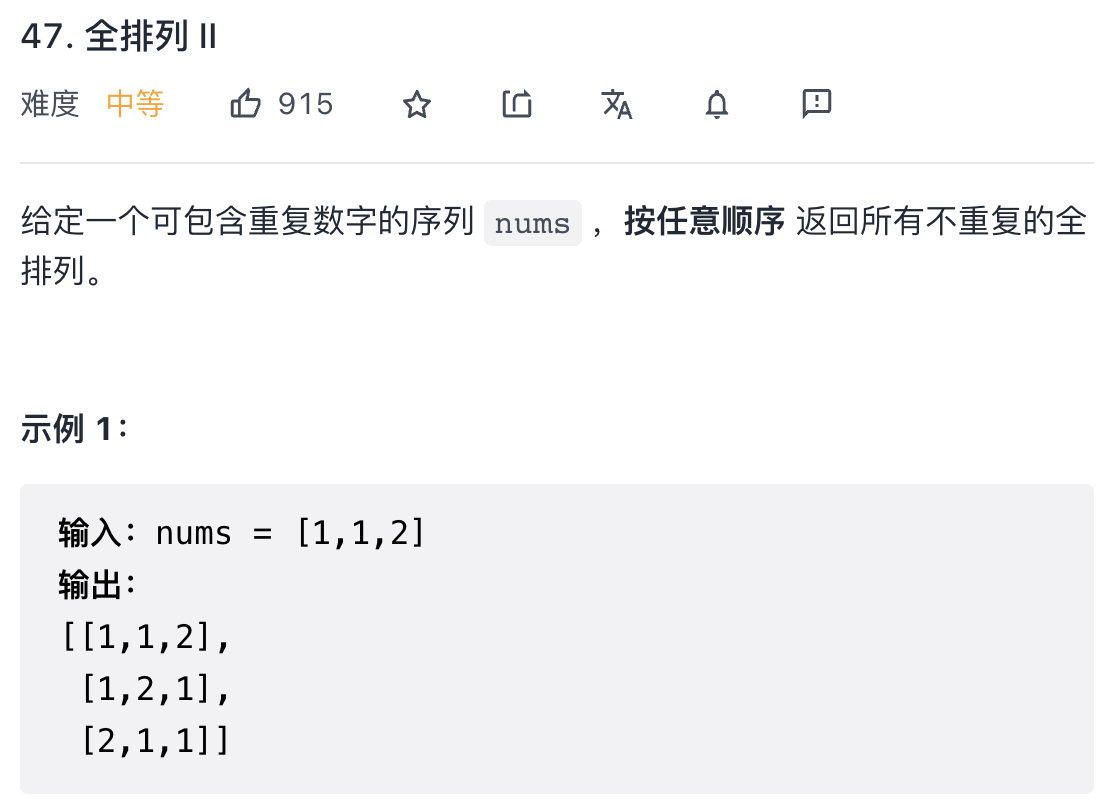 47. 全排列 II
难度 中等 915
给定一个可包含重复数字的序列 nums ，按任意顺序 返回所有不重复的全
排列。
示例 1：
输入：nums = [1,1,2]
输出：
[[1,1,2],
[1,2,1],
[2,1,1]]